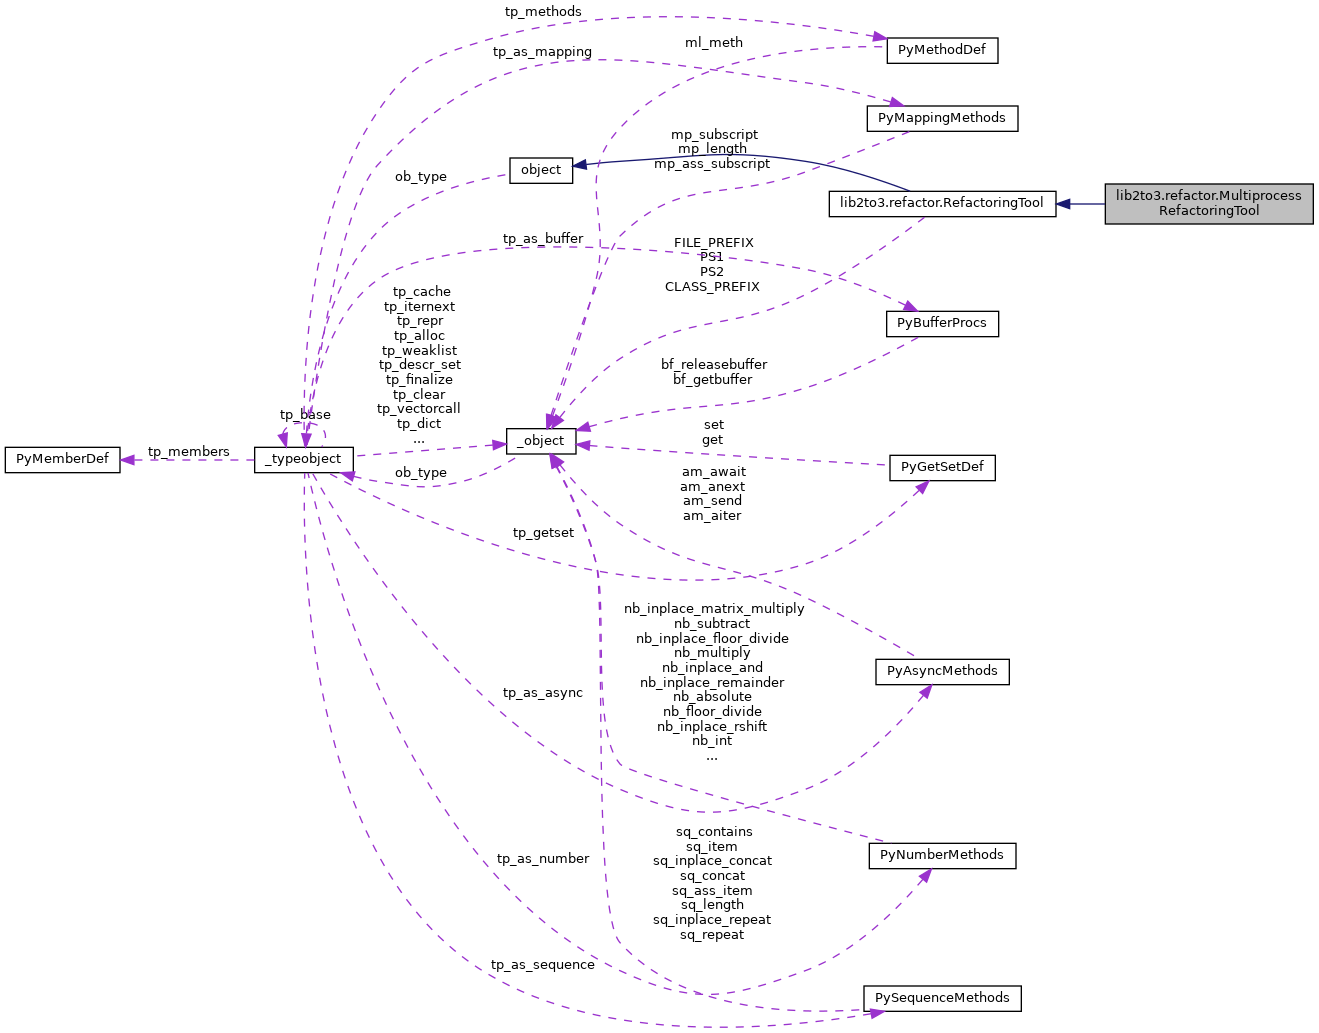 tp_methods
ml_meth
PyMethodDef
tp_as_mapping
PyMappingMethods
mp_subscript
mp_length
mp_ass_subscript
object
ob_type
lib2to3.refactor.RefactoringTool
lib2to3.refactor.Multiprocess
RefactoringTool
tp_as_buffer
FILE_PREFIX
PS1
PS2
CLASS_PREFIX
PyBufferProcs
tp_cache
tp_iternext
tp_repr
tp_alloc
tp_weaklist
tp_descr_set
tp_finalize
tp_clear
tp_vectorcall
tp_dict
...
bf_releasebuffer
bf_getbuffer
tp_base
PyMemberDef
tp_members
_typeobject
_object
ob_type
set
get
PyGetSetDef
am_await
am_anext
am_send
am_aiter
tp_getset
nb_inplace_matrix_multiply
nb_subtract
nb_inplace_floor_divide
nb_multiply
nb_inplace_and
nb_inplace_remainder
nb_absolute
nb_floor_divide
nb_inplace_rshift
nb_int
...
PyAsyncMethods
tp_as_async
sq_contains
sq_item
sq_inplace_concat
sq_concat
sq_ass_item
sq_length
sq_inplace_repeat
sq_repeat
PyNumberMethods
tp_as_number
tp_as_sequence
PySequenceMethods